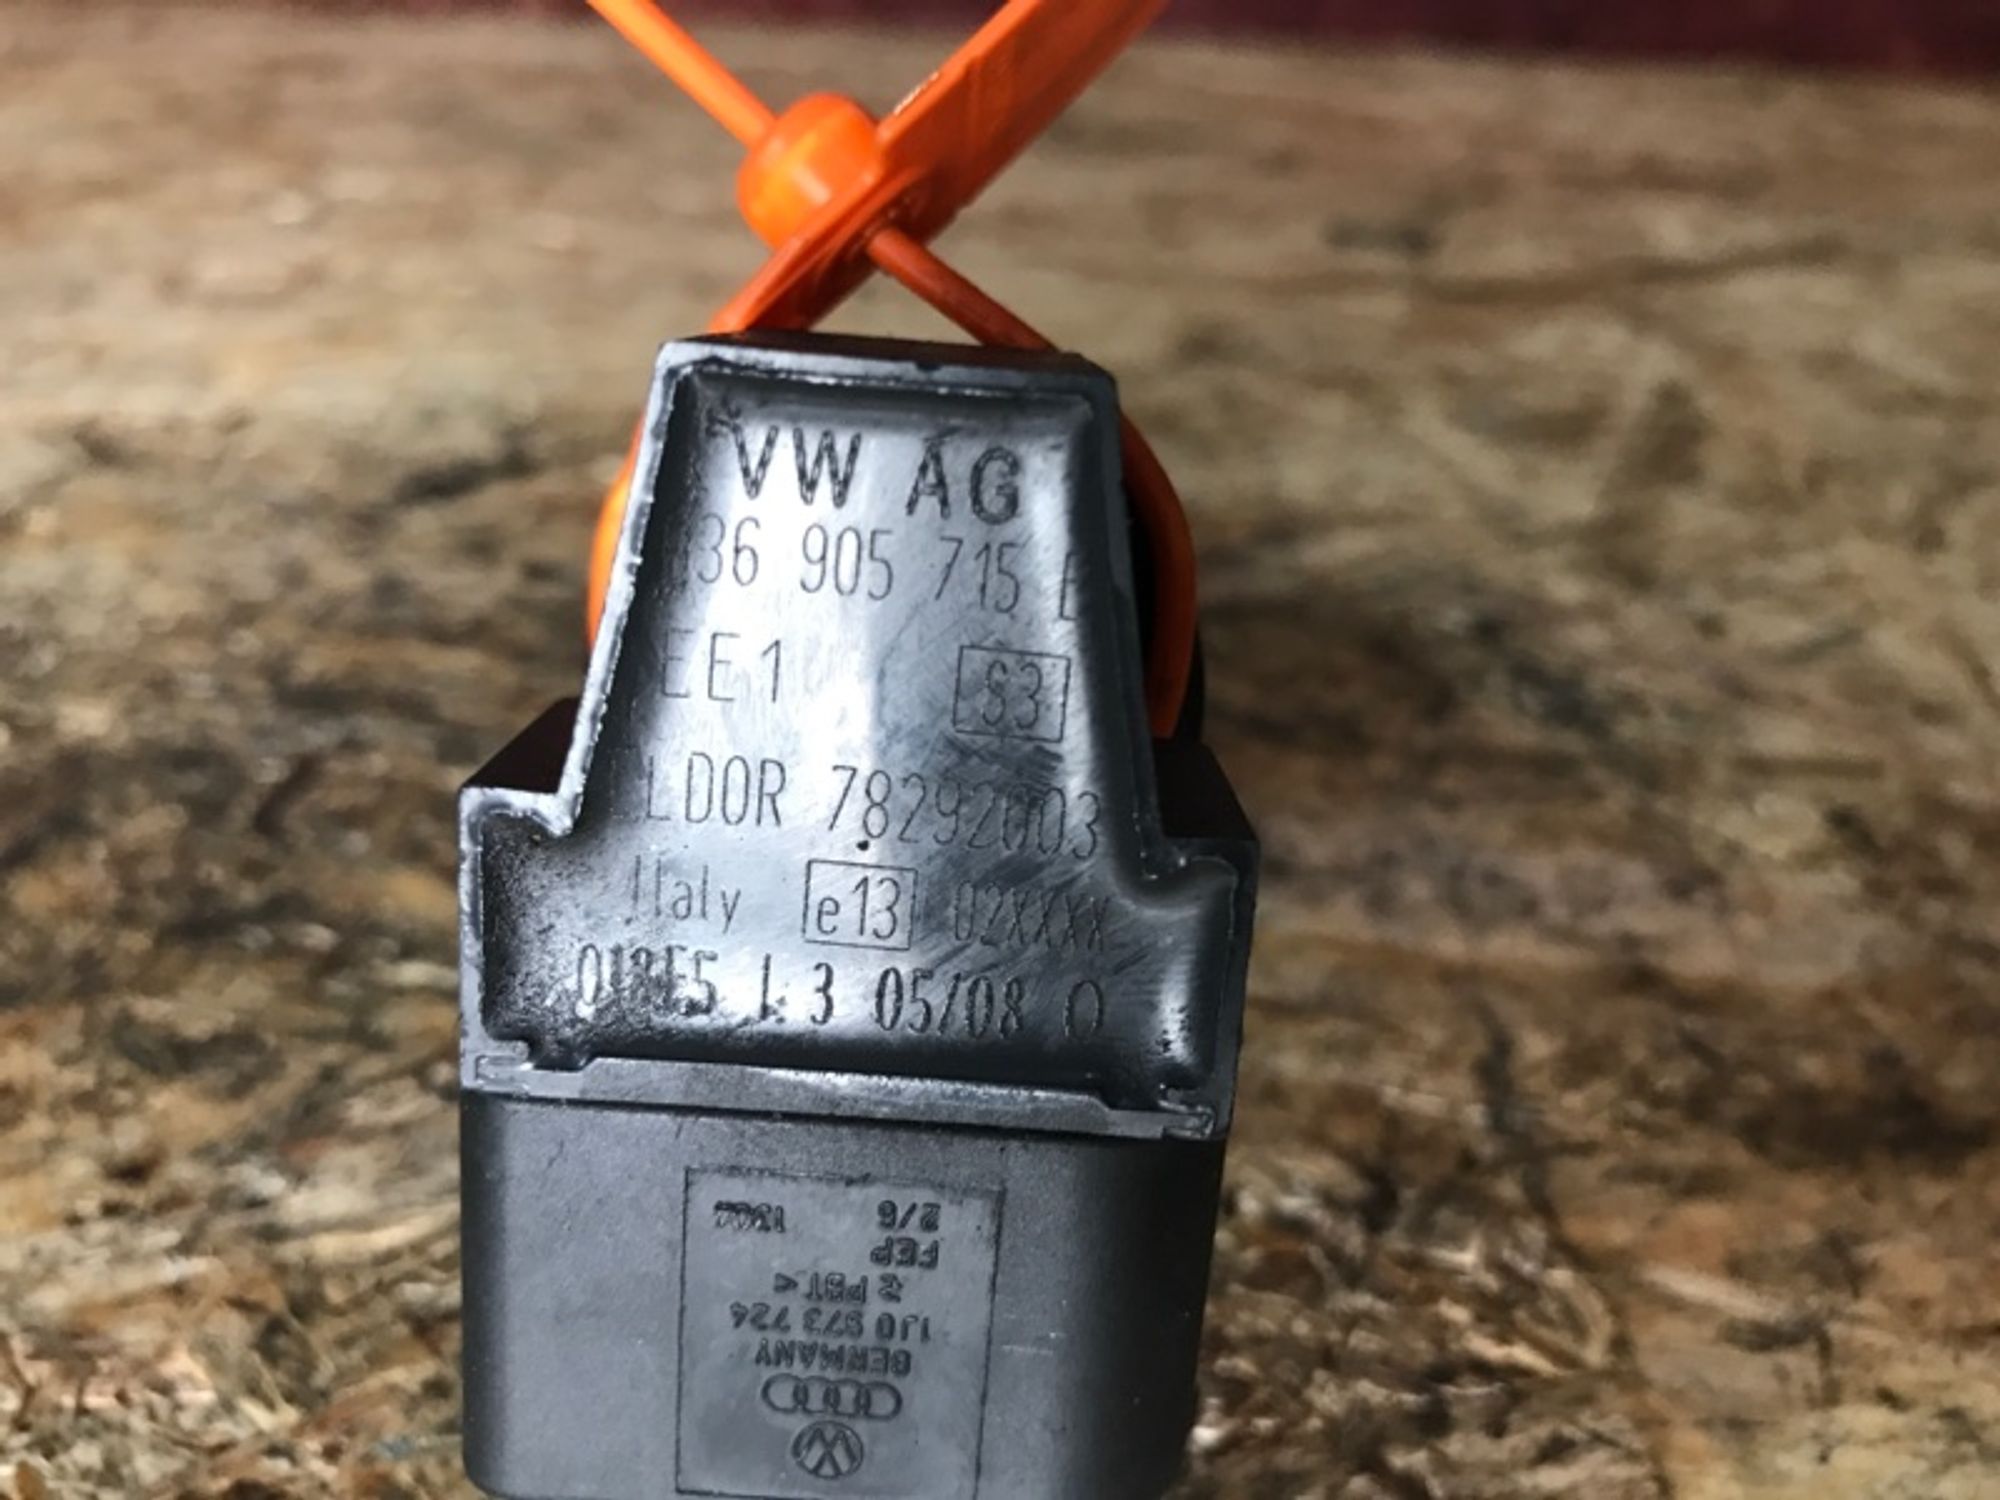 VW AG
36 905 715
EE1 S3
LDOR 78292003
Italy e13 02XXXX
05/08 O
2/6
FEP
PBT<
1J0 973 724
GERMANY